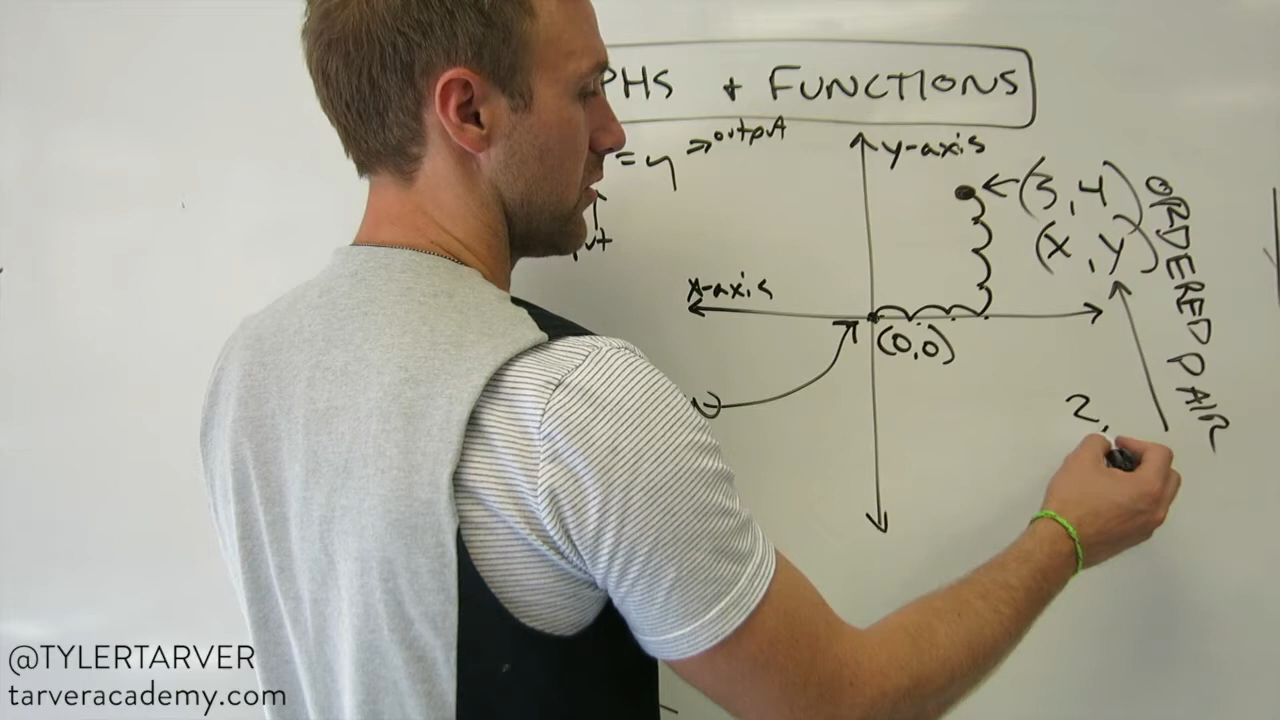 PHS + FUNCTIONS
= y → output
y-axis
(3,4)
(x,y)
ORDERED PAIR
x-axis
(0,0)
2,
@TYLERTARVER
tarveracademy.com